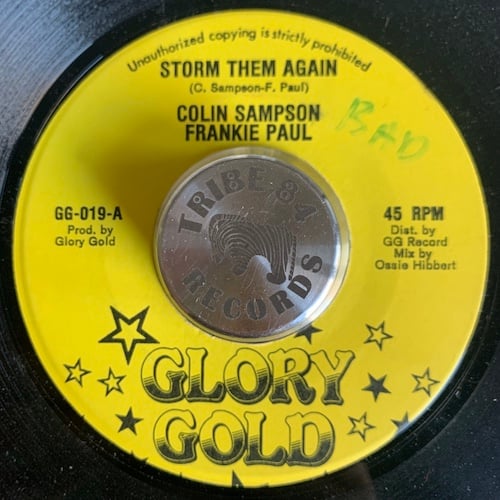 Unauthorized copying is strictly prohibited
STORM THEM AGAIN
(C. Sampson-F. Paul)
COLIN SAMPSON
FRANKIE PAUL
BAD
GG-019-A
Prod. by
Glory Gold
45 RPM
Dist. by
GG Record
Mix by
Ossie Hibbert
TRIBE 84
RECORDS
GLORY
GOLD